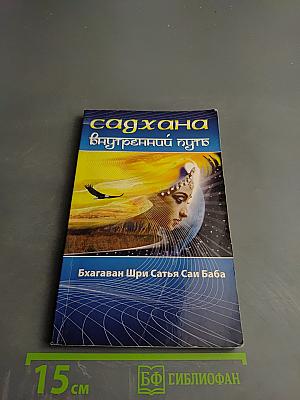 садхана
внутренний путь
Бхагаван Шри Сатья Саи Баба
15 см
БФ БИБЛИОФАН